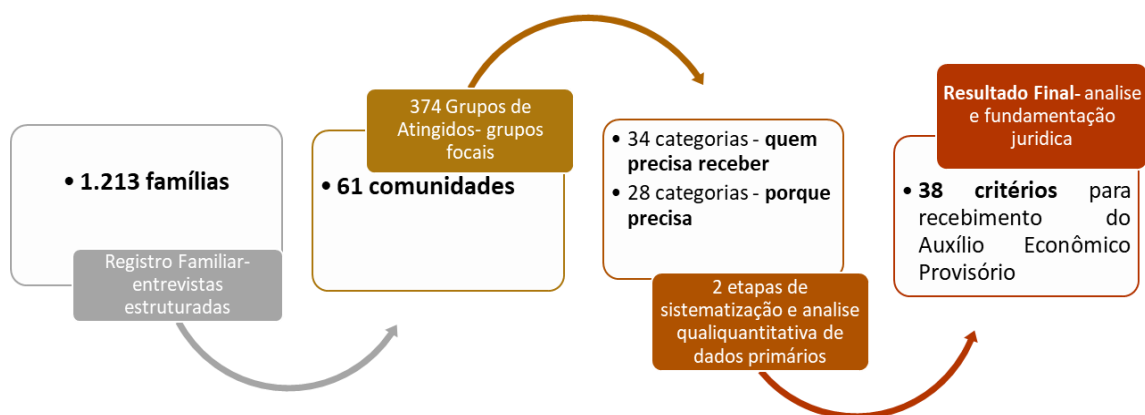 • 1.213 famílias
Registro Familiar-
entrevistas
estruturadas
374 Grupos de
Atingidos- grupos
focais
• 61 comunidades
• 34 categorias - quem
precisa receber
• 28 categorias - porque
precisa
2 etapas de
sistematização e analise
qualiquantitativa de
dados primários
Resultado Final- analise
e fundamentação
juridica
• 38 critérios para
recebimento do
Auxílio Econômico
Provisório